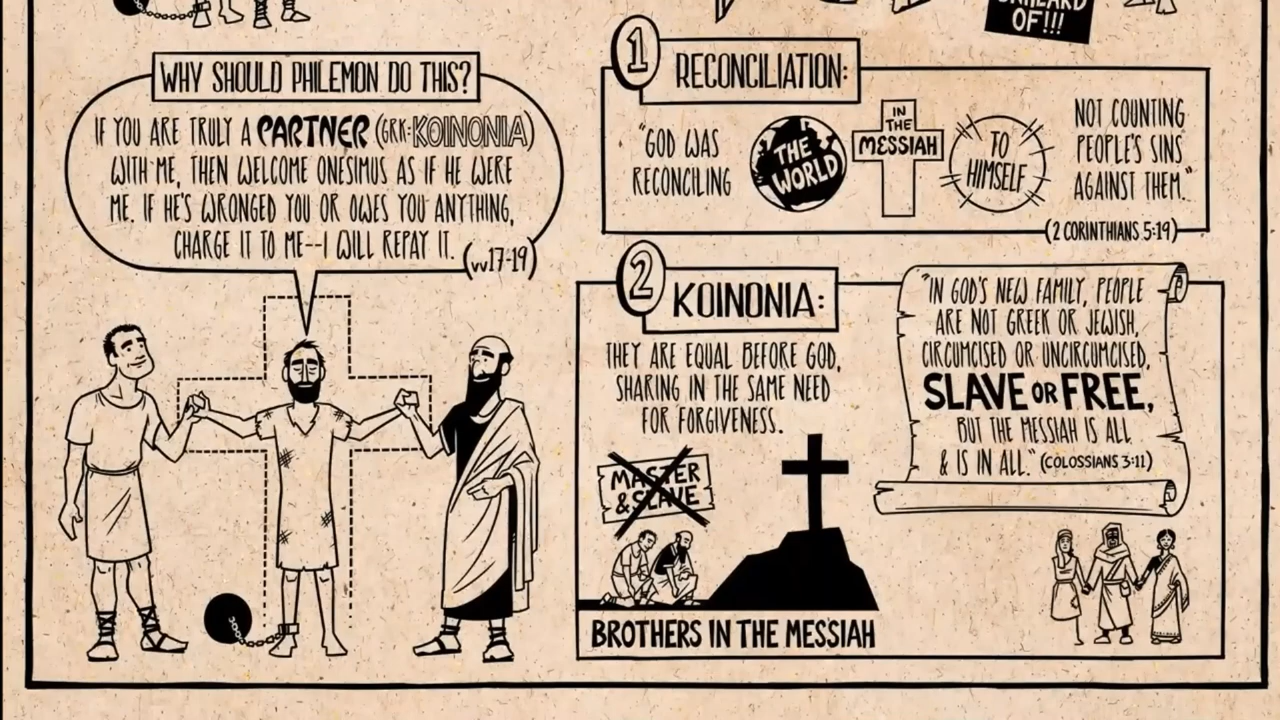 UNHEARD
OF!!!
WHY SHOULD PHILEMON DO THIS?
IF YOU ARE TRULY A PARTNER (GRK: KOINONIA)
WITH ME, THEN WELCOME ONESIMUS AS IF HE WERE
ME. IF HE'S WRONGED YOU OR OWES YOU ANYTHING,
CHARGE IT TO ME--I WILL REPAY IT.
(vv17-19)
1
RECONCILIATION:
"GOD WAS
RECONCILING
THE
WORLD
IN
THE
MESSIAH
TO
HIMSELF
NOT COUNTING
PEOPLE'S SINS
AGAINST THEM."
(2 CORINTHIANS 5:19)
2
KOINONIA:
THEY ARE EQUAL BEFORE GOD,
SHARING IN THE SAME NEED
FOR FORGIVENESS.
MASTER
& SLAVE
BROTHERS IN THE MESSIAH
"IN GOD'S NEW FAMILY, PEOPLE
ARE NOT GREEK OR JEWISH,
CIRCUMCISED OR UNCIRCUMCISED,
SLAVE OR FREE,
BUT THE MESSIAH IS ALL
& IS IN ALL." (COLOSSIANS 3:11)